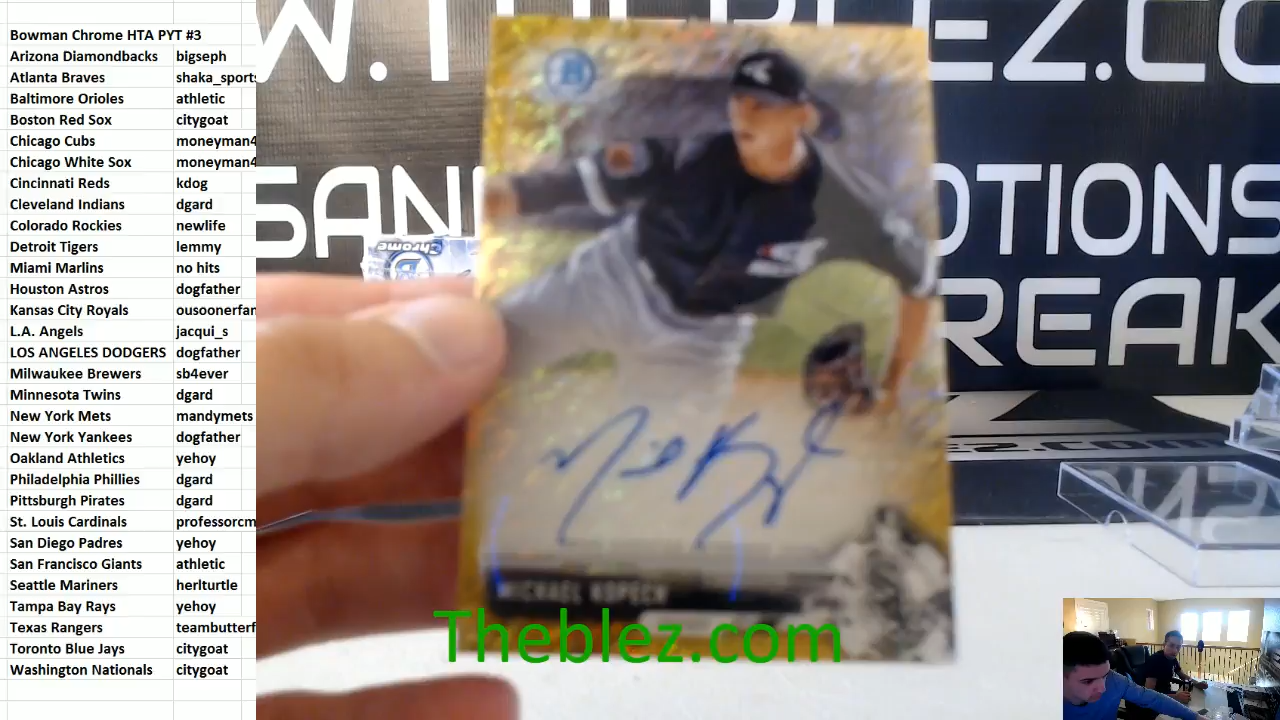 Bowman Chrome HTA PYT #3
Arizona Diamondbacks bigseph
Atlanta Braves shaka_sports
Baltimore Orioles athletic
Boston Red Sox citygoat
Chicago Cubs moneyman4
Chicago White Sox moneyman4
Cincinnati Reds kdog
Cleveland Indians dgard
Colorado Rockies newlife
Detroit Tigers lemmy
Miami Marlins no hits
Houston Astros dogfather
Kansas City Royals ousoonerfan
L.A. Angels jacqui_s
LOS ANGELES DODGERS dogfather
Milwaukee Brewers sb4ever
Minnesota Twins dgard
New York Mets mandymets
New York Yankees dogfather
Oakland Athletics yehoy
Philadelphia Phillies dgard
Pittsburgh Pirates dgard
St. Louis Cardinals professorcm
San Diego Padres yehoy
San Francisco Giants athletic
Seattle Mariners herlturtle
Tampa Bay Rays yehoy
Texas Rangers teambutterf
Toronto Blue Jays citygoat
Washington Nationals citygoat
chrome
MICHAEL KOPECH
Theblez.com